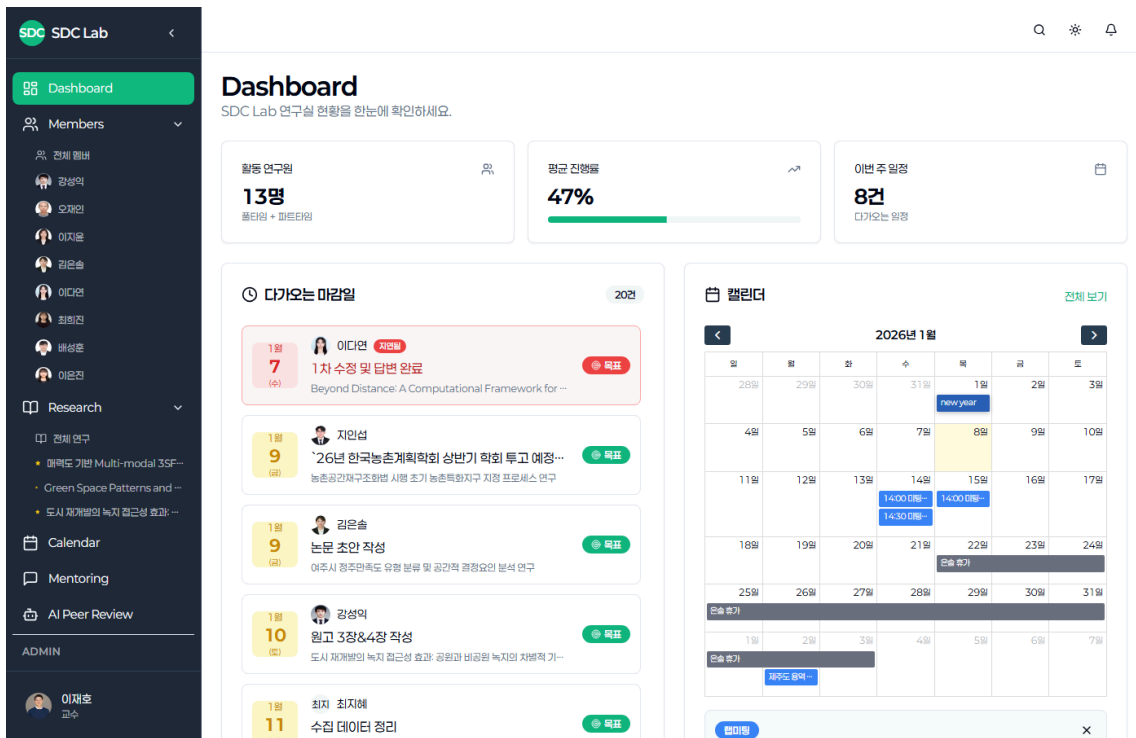 SDC SDC Lab
Dashboard
Members
전체 멤버
강성익
오재인
이지윤
김은솔
이다연
최희진
배성훈
이은진
Research
전체 연구
매력도 기반 Multi-modal 3SF...
Green Space Patterns and ...
도시 재개발의 녹지 접근성 효과: ...
Calendar
Mentoring
AI Peer Review
ADMIN
이재호
교수
Dashboard
SDC Lab 연구실 현황을 한눈에 확인하세요.
활동 연구원
13명
풀타임 + 파트타임
평균 진행률
47%
이번 주 일정
8건
다가오는 일정
다가오는 마감일
20건
1월
7
(수)
이다연 지연됨
1차 수정 및 답변 완료
Beyond Distance: A Computational Framework for ...
목표
1월
9
(금)
지인섭
`26년 한국농촌계획학회 상반기 학회 투고 예정...
농촌공간재구조화법 시행 초기 농촌특화지구 지정 프로세스 연구
목표
1월
9
(금)
김은솔
논문 초안 작성
여주시 정주만족도 유형 분류 및 공간적 결정요인 분석 연구
목표
1월
10
(토)
강성익
원고 3장&4장 작성
도시 재개발의 녹지 접근성 효과: 공원과 비공원 녹지의 차별적 기...
목표
1월
11
최지 최지혜
수집 데이터 정리
목표
캘린더
전체 보기
2026년 1월
일 월 화 수 목 금 토
28일 29일 30일 31일 1일 2일 3일
new year
4일 5일 6일 7일 8일 9일 10일
11일 12일 13일 14일 15일 16일 17일
14:00 미팅... 14:00 미팅...
14:30 미팅...
18일 19일 20일 21일 22일 23일 24일
은솔 휴가
25일 26일 27일 28일 29일 30일 31일
은솔 휴가
1일 2일 3일 4일 5일 6일 7일
은솔 휴가
제주도 용역 ...
랩미팅